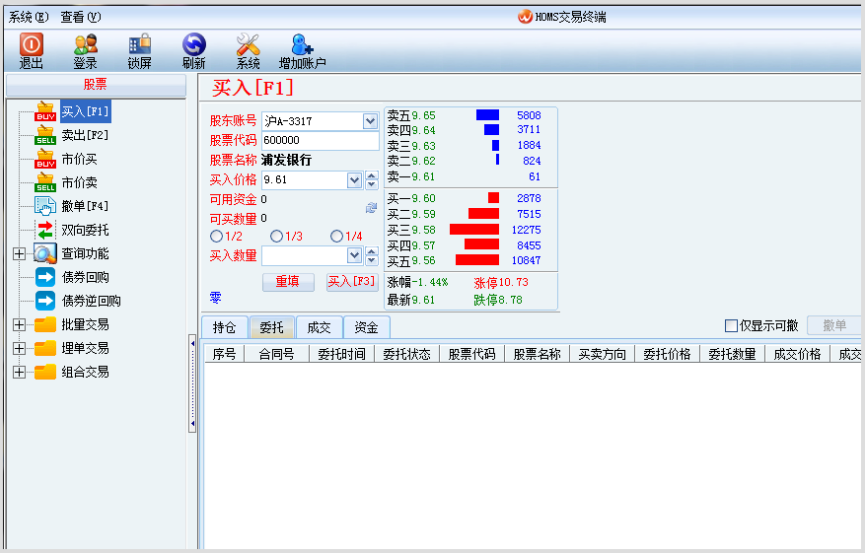 系统(E) 查看(V) HOMS交易终端
退出 登录 锁屏 刷新 系统 增加账户
股票
BUY 买入[F1]
SELL 卖出[F2]
BUY 市价买
SELL 市价卖
撤单[F4]
双向委托
查询功能
债券回购
债券逆回购
批量交易
埋单交易
组合交易
买入[F1]
股东账号 沪A-3317
股票代码 600000
股票名称 浦发银行
买入价格 9.61
可用资金 0
可买数量 0
1/2 1/3 1/4
买入数量
重填 买入[F3]
零
卖五9.65 5808
卖四9.64 3711
卖三9.63 1884
卖二9.62 824
卖一9.61 61
买一9.60 2878
买二9.59 7515
买三9.58 12275
买四9.57 8455
买五9.56 10847
涨幅-1.44% 涨停10.73
最新9.61 跌停8.78
持仓 委托 成交 资金 仅显示可撤 撤单
序号 合同号 委托时间 委托状态 股票代码 股票名称 买卖方向 委托价格 委托数量 成交价格 成交